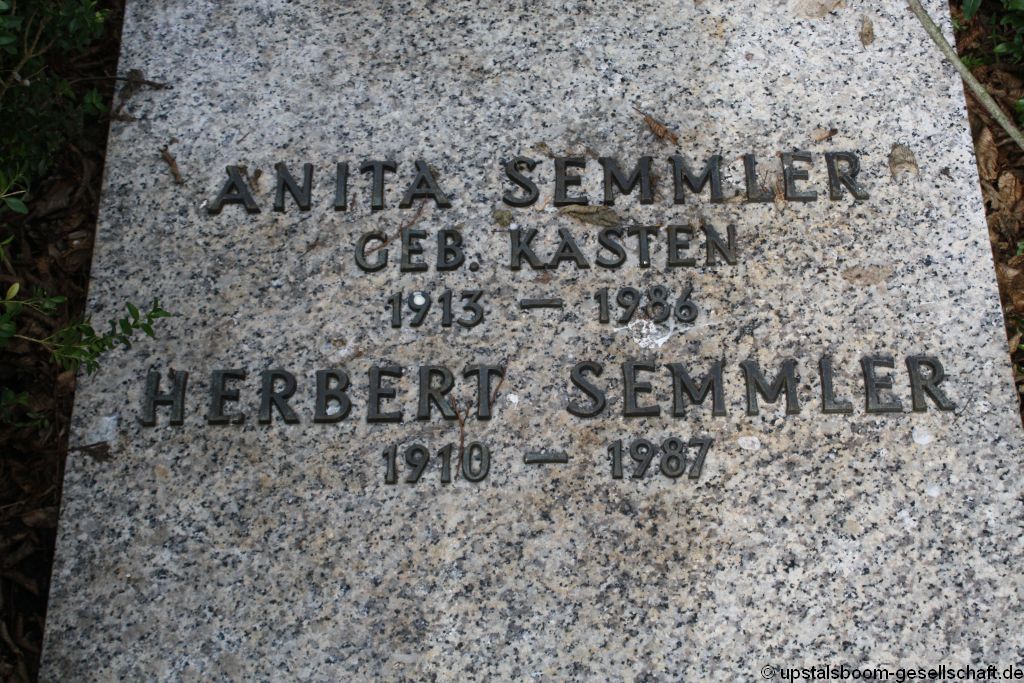 ANITA SEMMLER
GEB. KASTEN
1913 — 1986
HERBERT SEMMLER
1910 — 1987
© upstalsboom-gesellschaft.de